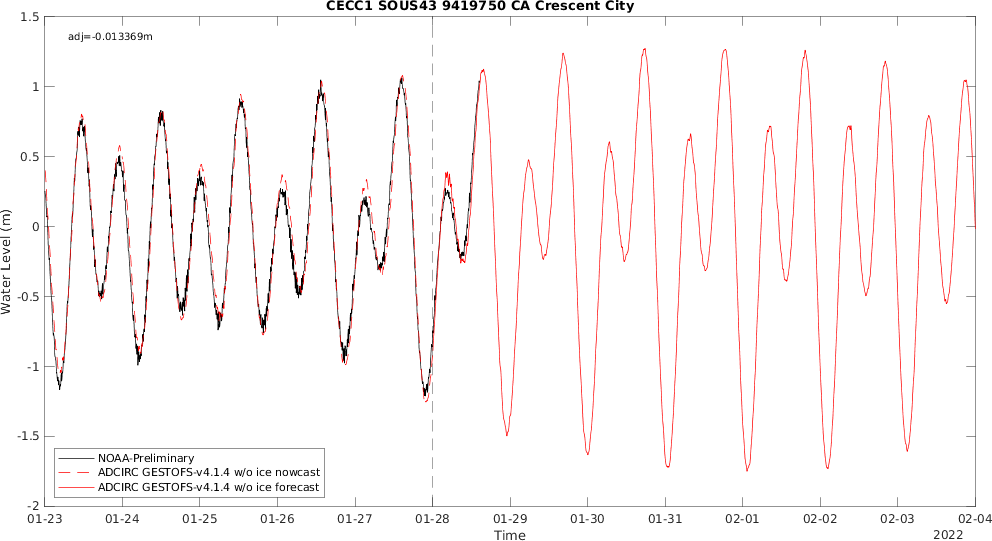 CECC1 SOUS43 9419750 CA Crescent City
adj=-0.013369m
1.5
1
0.5
0
-0.5
-1
-1.5
-2
Water Level (m)
NOAA-Preliminary
ADCIRC GESTOFS-v4.1.4 w/o ice nowcast
ADCIRC GESTOFS-v4.1.4 w/o ice forecast
01-23 01-24 01-25 01-26 01-27 01-28 01-29 01-30 01-31 02-01 02-02 02-03 02-04
Time
2022